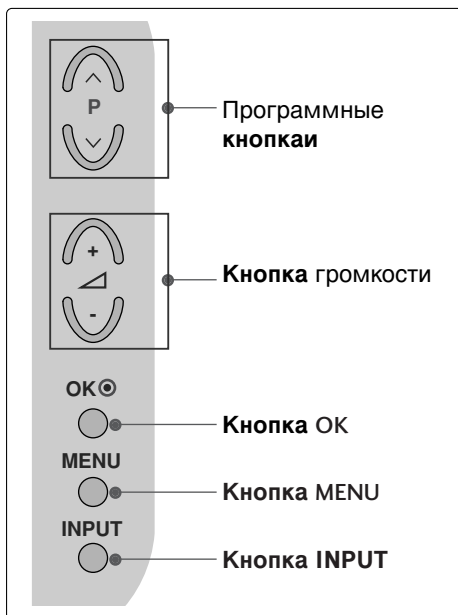 P
Программные
кнопкаи
+
-
Кнопка громкости
OK
Кнопка OK
MENU
Кнопка MENU
INPUT
Кнопка INPUT